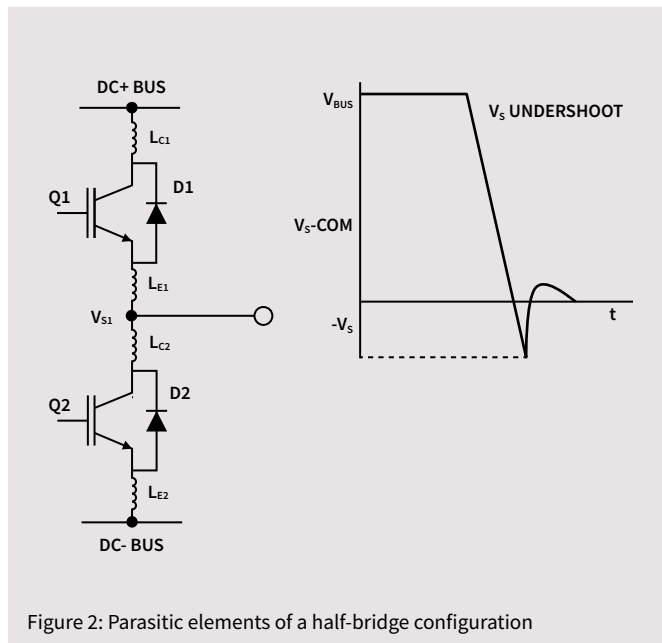 DC+ BUS
L_C1
D1
Q1
L_E1
V_S1
L_C2
D2
Q2
L_E2
DC- BUS
V_BUS
V_S UNDERSHOOT
V_S-COM
-V_S
t
Figure 2: Parasitic elements of a half-bridge configuration